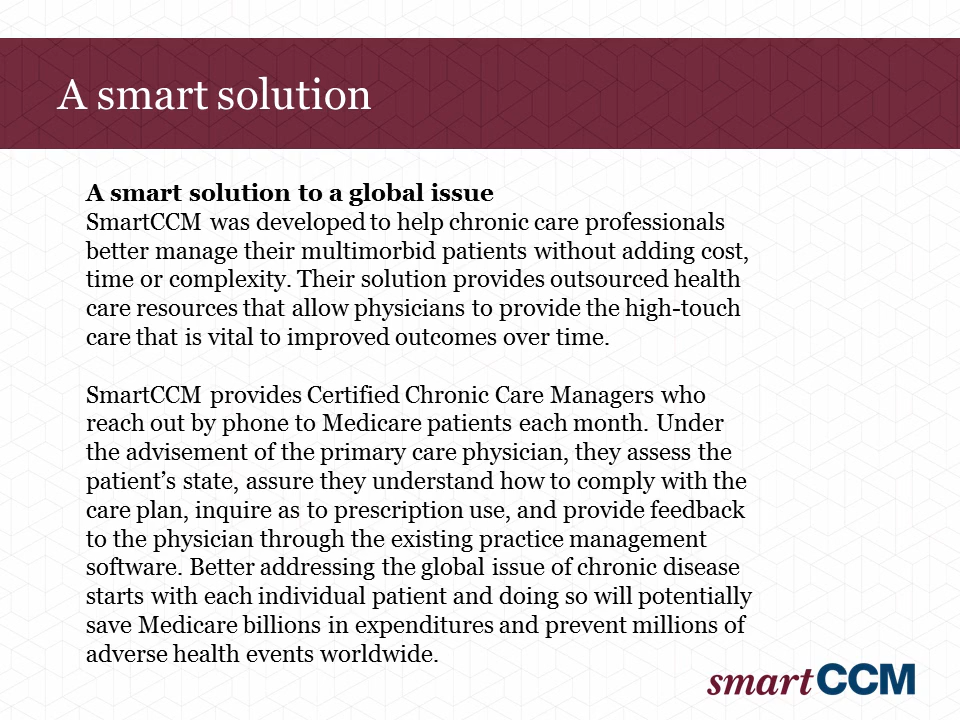 A smart solution
A smart solution to a global issue
SmartCCM was developed to help chronic care professionals
better manage their multimorbid patients without adding cost,
time or complexity. Their solution provides outsourced health
care resources that allow physicians to provide the high-touch
care that is vital to improved outcomes over time.
SmartCCM provides Certified Chronic Care Managers who
reach out by phone to Medicare patients each month. Under
the advisement of the primary care physician, they assess the
patient’s state, assure they understand how to comply with the
care plan, inquire as to prescription use, and provide feedback
to the physician through the existing practice management
software. Better addressing the global issue of chronic disease
starts with each individual patient and doing so will potentially
save Medicare billions in expenditures and prevent millions of
adverse health events worldwide.
smartCCM